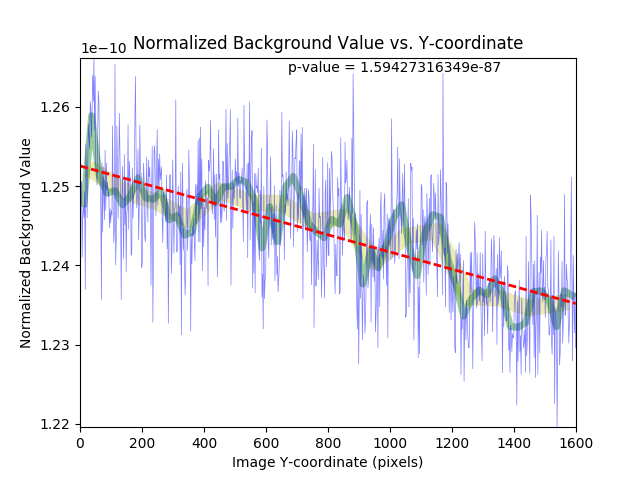 Normalized Background Value vs. Y-coordinate
1e−10
p-value = 1.59427316349e-87
1.26
1.25
1.24
1.23
1.22
Normalized Background Value
0 200 400 600 800 1000 1200 1400 1600
Image Y-coordinate (pixels)